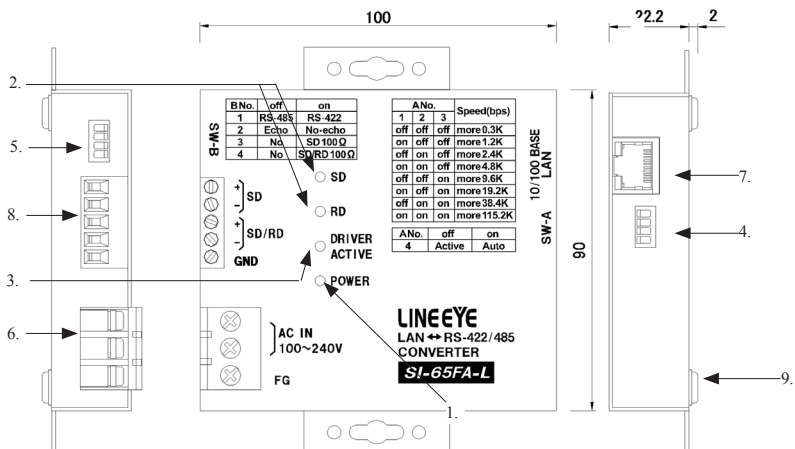 100
22.2
2
2.
B No. off on
1 RS-485 RS-422
2 Echo No-echo
3 No SD 100 Ω
4 No SD/RD 100 Ω
SW-B
A No. Speed(bps)
1 2 3
off off off more 0.3K
on off off more 1.2K
off on off more 2.4K
on on off more 4.8K
off off on more 9.6K
on off on more 19.2K
off on on more 38.4K
on on on more 115.2K
A No. off on
4 Active Auto
10/100 BASE
LAN
SW-A
5.
8.
+
SD
-
+
SD/RD
-
GND
SD
RD
DRIVER
ACTIVE
POWER
3.
6.
AC IN
100~240V
FG
LINEEYE
LAN ↔ RS-422/485
CONVERTER
SI-65FA-L
1.
90
7.
4.
9.